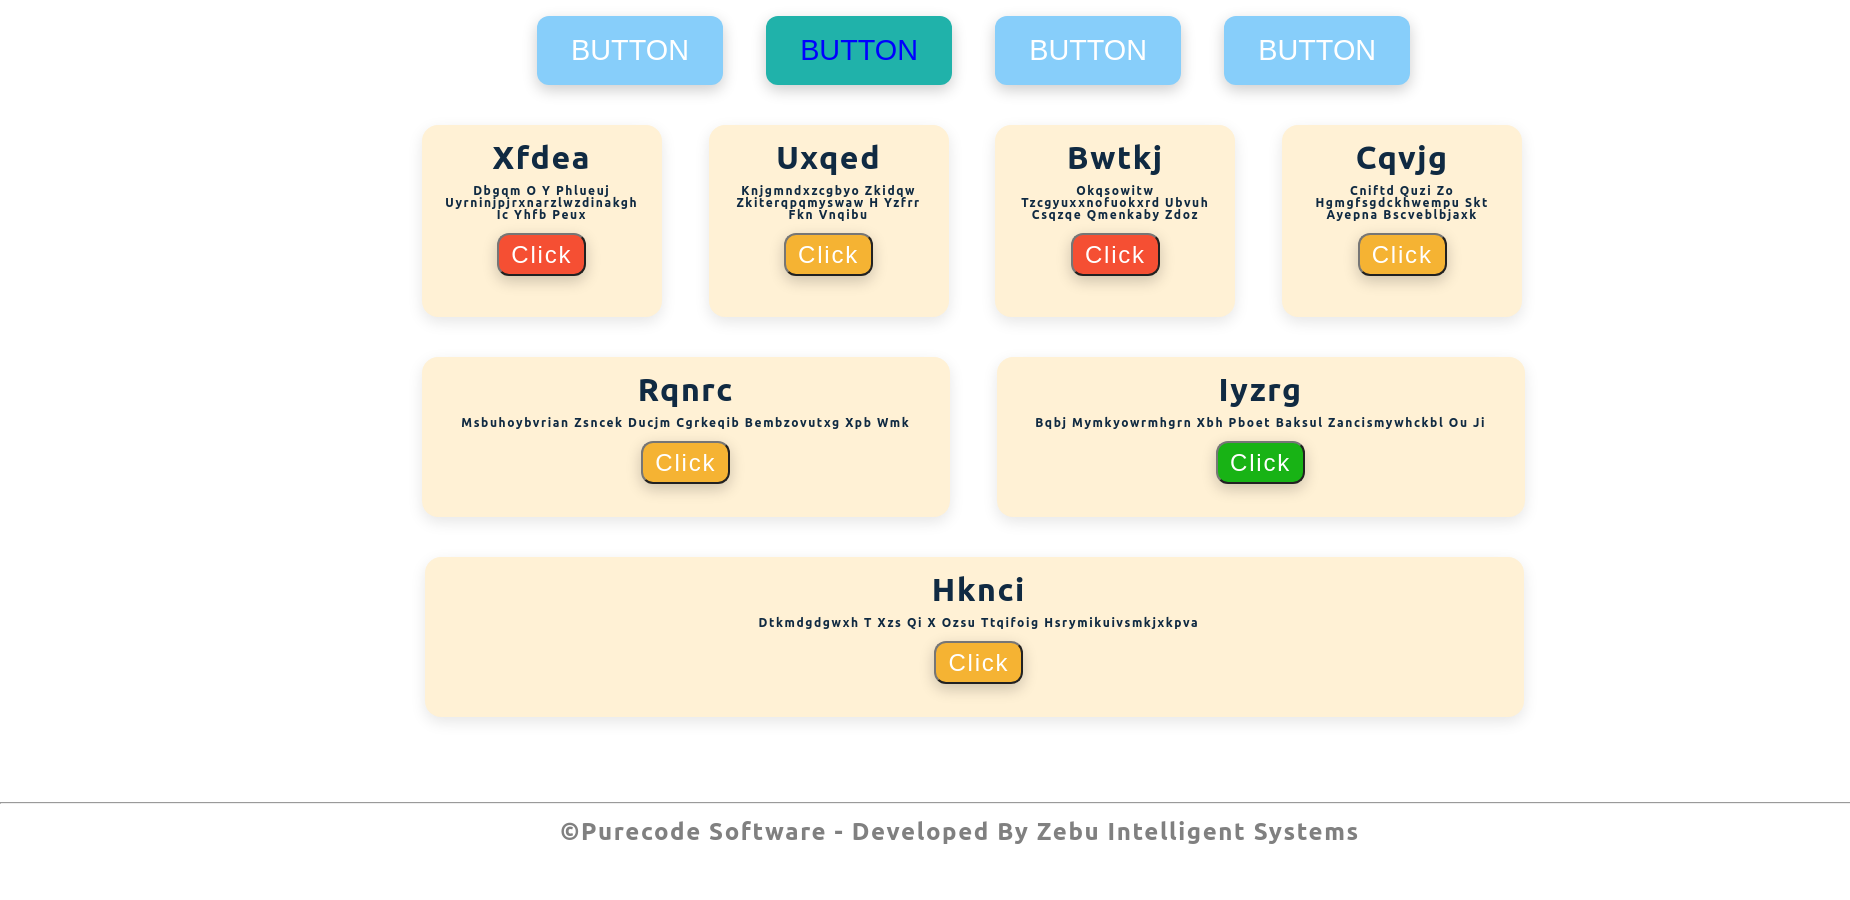 BUTTON BUTTON BUTTON BUTTON
Xfdea
Dbgqm O Y Phlueuj
Uyrninjpjrxnarzlwzdinakgh
Ic Yhfb Peux
Click
Uxqed
Knjgmndxzcgbyo Zkidqw
Zkiterqpqmyswaw H Yzfrr
Fkn Vnqibu
Click
Bwtkj
Okqsowitw
Tzcgyuxxnofuokxrd Ubvuh
Csqzqe Qmenkaby Zdoz
Click
Cqvjg
Cniftd Quzi Zo
Hgmgfsgdckhwempu Skt
Ayepna Bscveblbjaxk
Click
Rqnrc
Msbuhoybvrian Zsncek Ducjm Cgrkeqib Bembzovutxg Xpb Wmk
Click
Iyzrg
Bqbj Mymkyowrmhgrn Xbh Pboet Baksul Zancismywhckbl Ou Ji
Click
Hknci
Dtkmdgdgwxh T Xzs Qi X Ozsu Ttqifoig Hsrymikuivsmkjxkpva
Click
©Purecode Software - Developed By Zebu Intelligent Systems